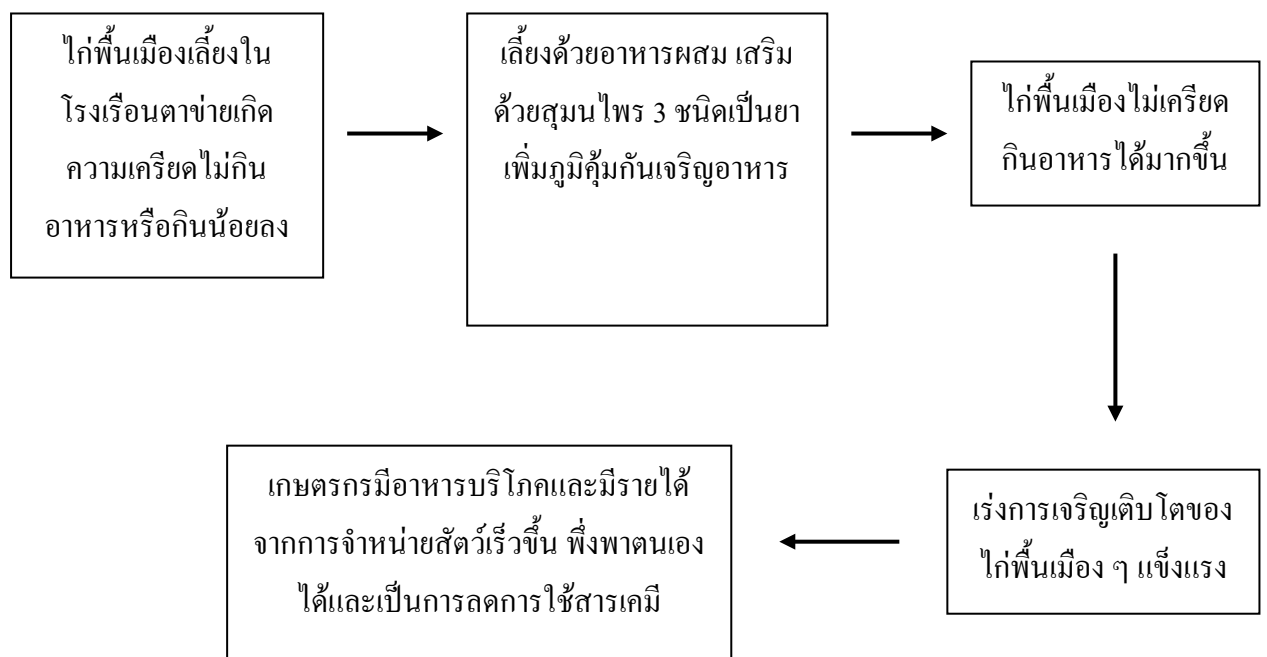 ไก่พื้นเมืองเลี้ยงใน
โรงเรือนตาข่ายเกิด
ความเครียดไม่กิน
อาหารหรือกินน้อยลง
เลี้ยงด้วยอาหารผสม เสริม
ด้วยสุมนไพร 3 ชนิดเป็นยา
เพิ่มภูมิคุ้มกันเจริญอาหาร
ไก่พื้นเมืองไม่เครียด
กินอาหารได้มากขึ้น
เร่งการเจริญเติบโตของ
ไก่พื้นเมือง ๆ แข็งแรง
เกษตรกรมีอาหารบริโภคและมีรายได้
จากการจำหน่ายสัตว์เร็วขึ้น พึ่งพาตนเอง
ได้และเป็นการลดการใช้สารเคมี